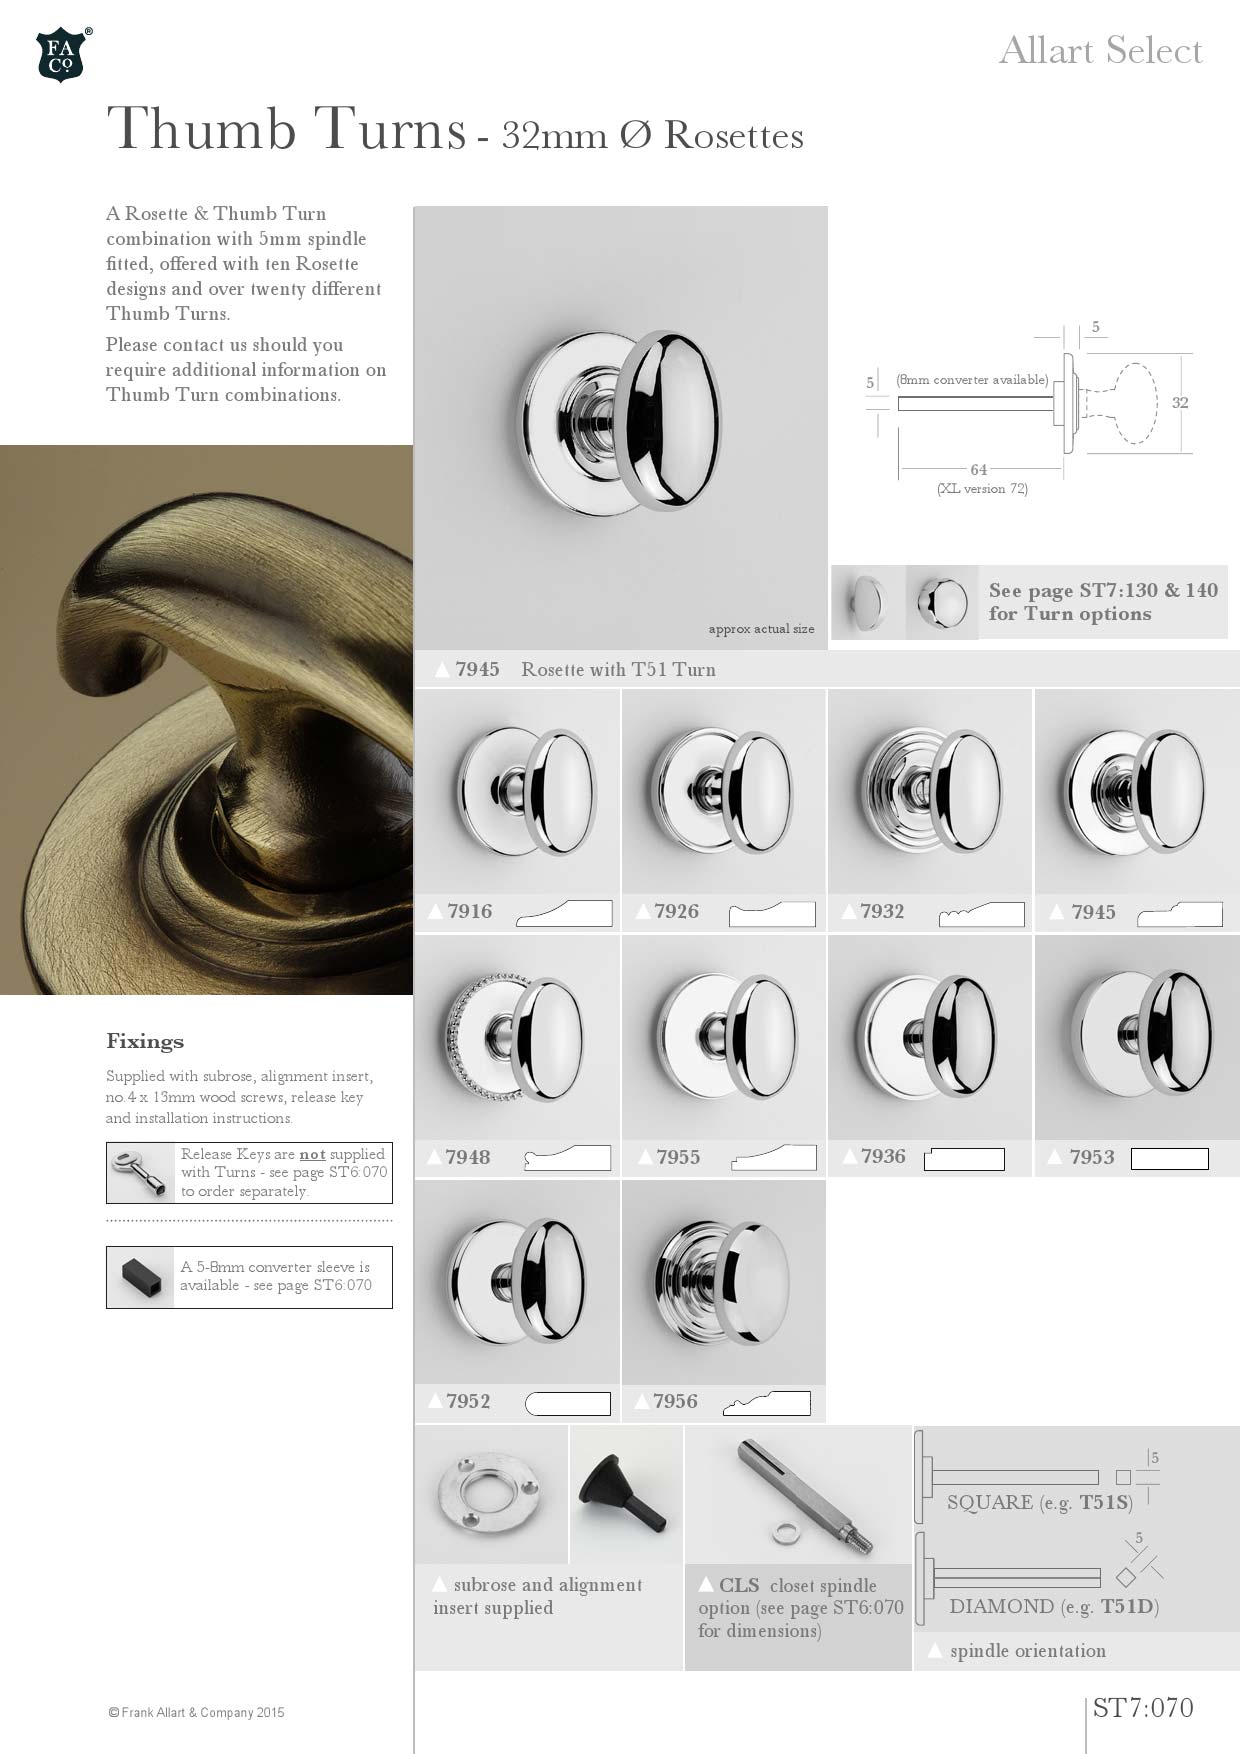 FA
Co.
®
Allart Select
Thumb Turns - 32mm Ø Rosettes
A Rosette & Thumb Turn
combination with 5mm spindle
fitted, offered with ten Rosette
designs and over twenty different
Thumb Turns.
Please contact us should you
require additional information on
Thumb Turn combinations.
approx actual size
5
5
(8mm converter available)
32
64
(XL version 72)
See page ST7:130 & 140
for Turn options
7945 Rosette with T51 Turn
7916
7926
7932
7945
7948
7955
7936
7953
7952
7956
Fixings
Supplied with subrose, alignment insert,
no.4 x 13mm wood screws, release key
and installation instructions.
Release Keys are not supplied
with Turns - see page ST6:070
to order separately.
A 5-8mm converter sleeve is
available - see page ST6:070
subrose and alignment
insert supplied
CLS closet spindle
option (see page ST6:070
for dimensions)
5
SQUARE (e.g. T51S)
5
DIAMOND (e.g. T51D)
spindle orientation
© Frank Allart & Company 2015
ST7:070